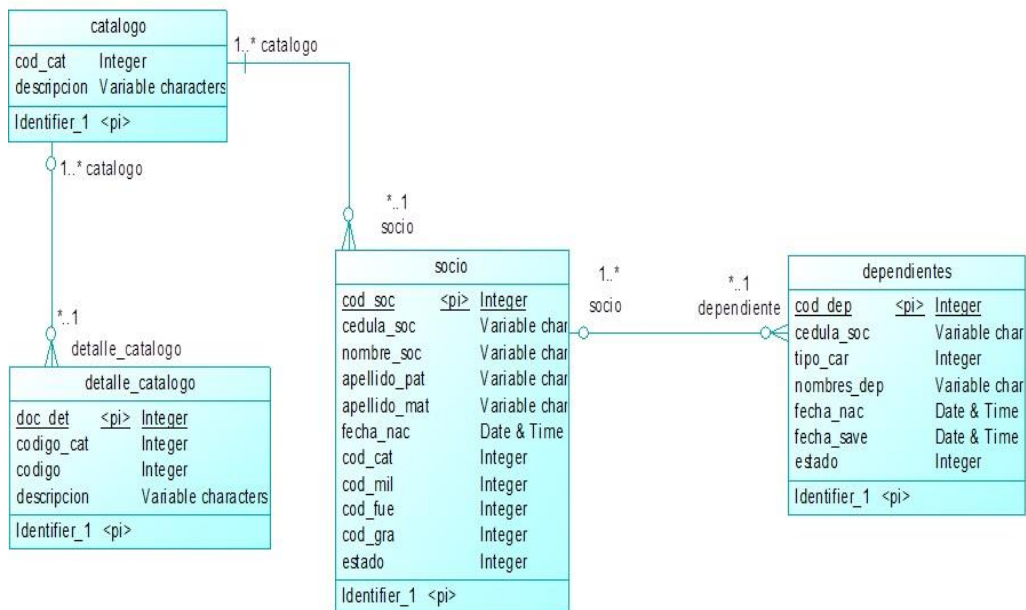 catalogo
cod_cat Integer
descripcion Variable characters
Identifier_1 <pi>
1..* catalogo
1..* catalogo
*..1
socio
*..1
detalle_catalogo
detalle_catalogo
doc_det <pi> Integer
codigo_cat Integer
codigo Integer
descripcion Variable characters
Identifier_1 <pi>
socio
cod_soc <pi> Integer
cedula_soc Variable char
nombre_soc Variable char
apellido_pat Variable char
apellido_mat Variable char
fecha_nac Date & Time
cod_cat Integer
cod_mil Integer
cod_fue Integer
cod_gra Integer
estado Integer
Identifier_1 <pi>
1..*
socio
*..1
dependiente
dependientes
cod_dep <pi> Integer
cedula_soc Variable char
tipo_car Integer
nombres_dep Variable char
fecha_nac Date & Time
fecha_save Date & Time
estado Integer
Identifier_1 <pi>